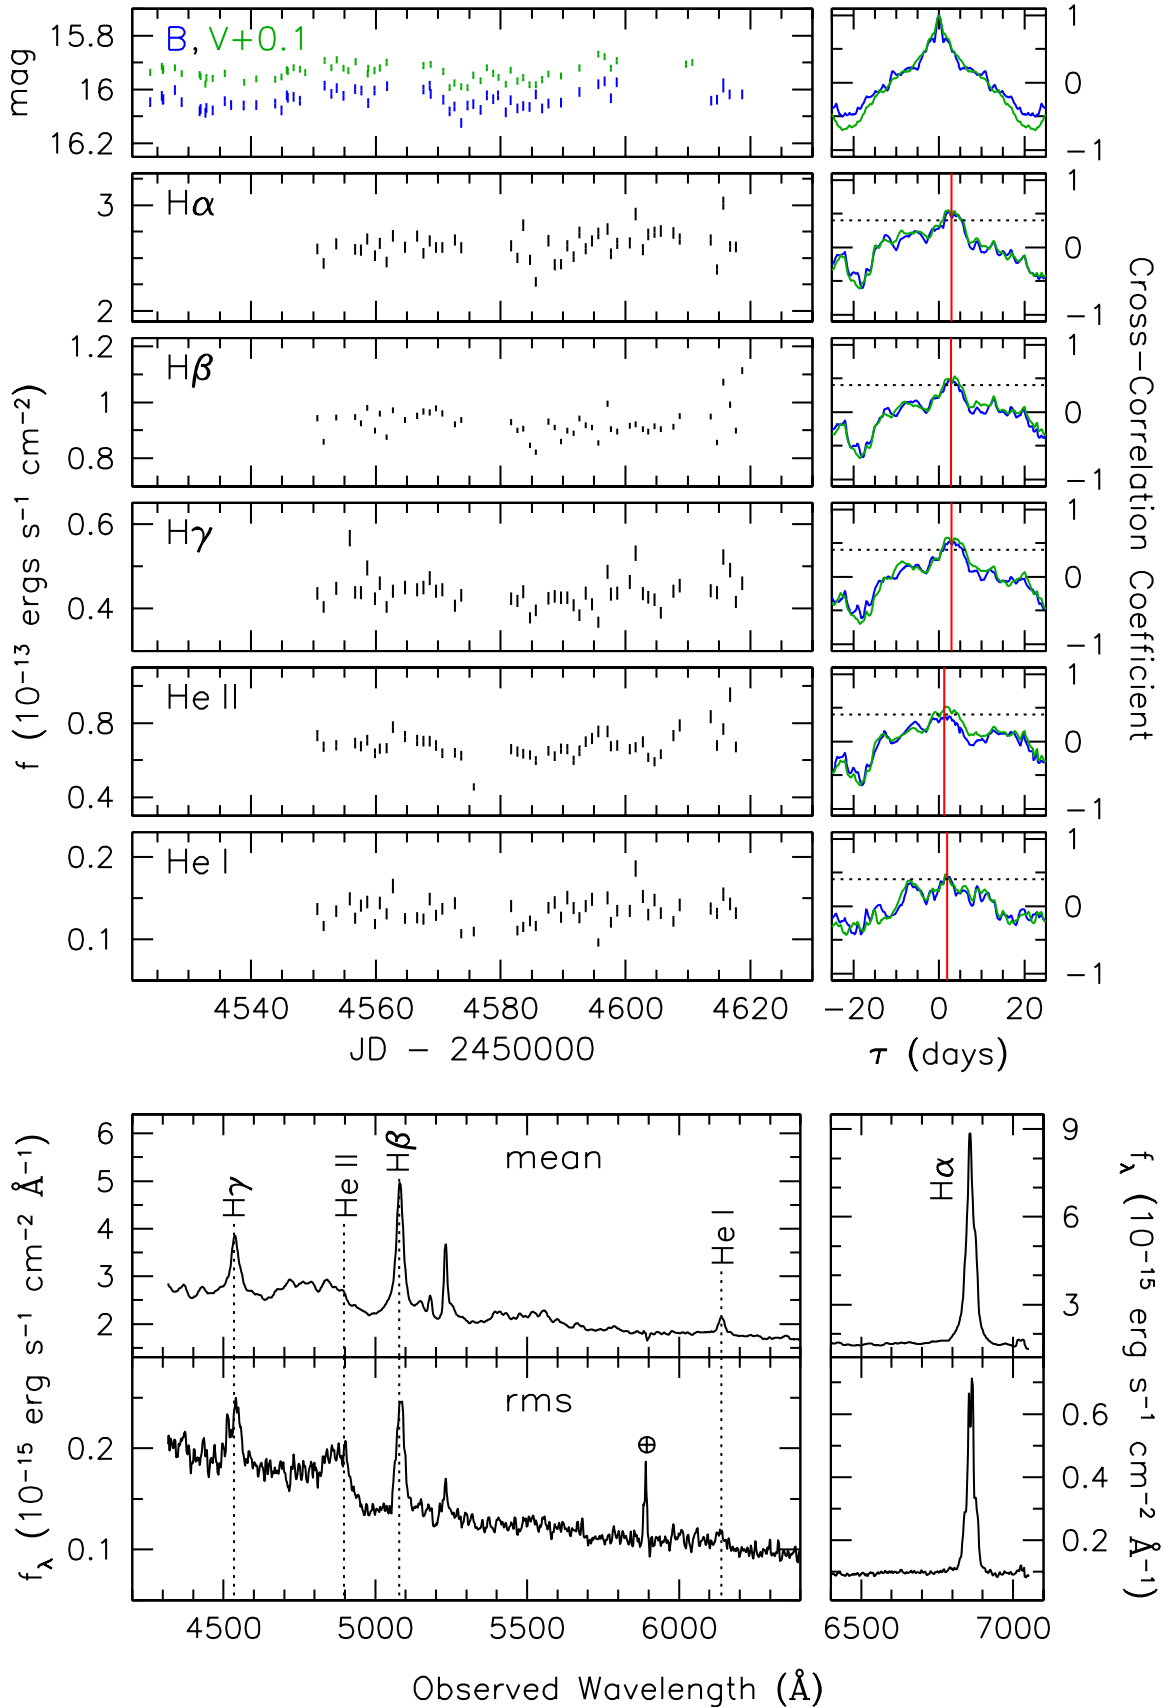 B, V+0.1
mag
15.8
16
16.2
1
0
−1
Hα
3
2
1
0
−1
Hβ
1.2
1
0.8
1
0
−1
Hγ
0.6
0.4
1
0
−1
He II
0.8
0.4
1
0
−1
He I
0.2
0.1
1
0
−1
f (10⁻¹³ ergs s⁻¹ cm⁻²)
Cross−Correlation Coefficient
4540 4560 4580 4600 4620
−20 0 20
JD − 2450000
τ (days)
mean
Hγ
He II
Hβ
He I
6
5
4
3
2
Hα
9
6
3
rms
⊕
0.2
0.1
0.6
0.4
0.2
f_λ (10⁻¹⁵ erg s⁻¹ cm⁻² Å⁻¹)
f_λ (10⁻¹⁵ erg s⁻¹ cm⁻² Å⁻¹)
4500 5000 5500 6000
6500 7000
Observed Wavelength (Å)